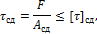 τсд = F / Aсд ≤ [τ]сд,